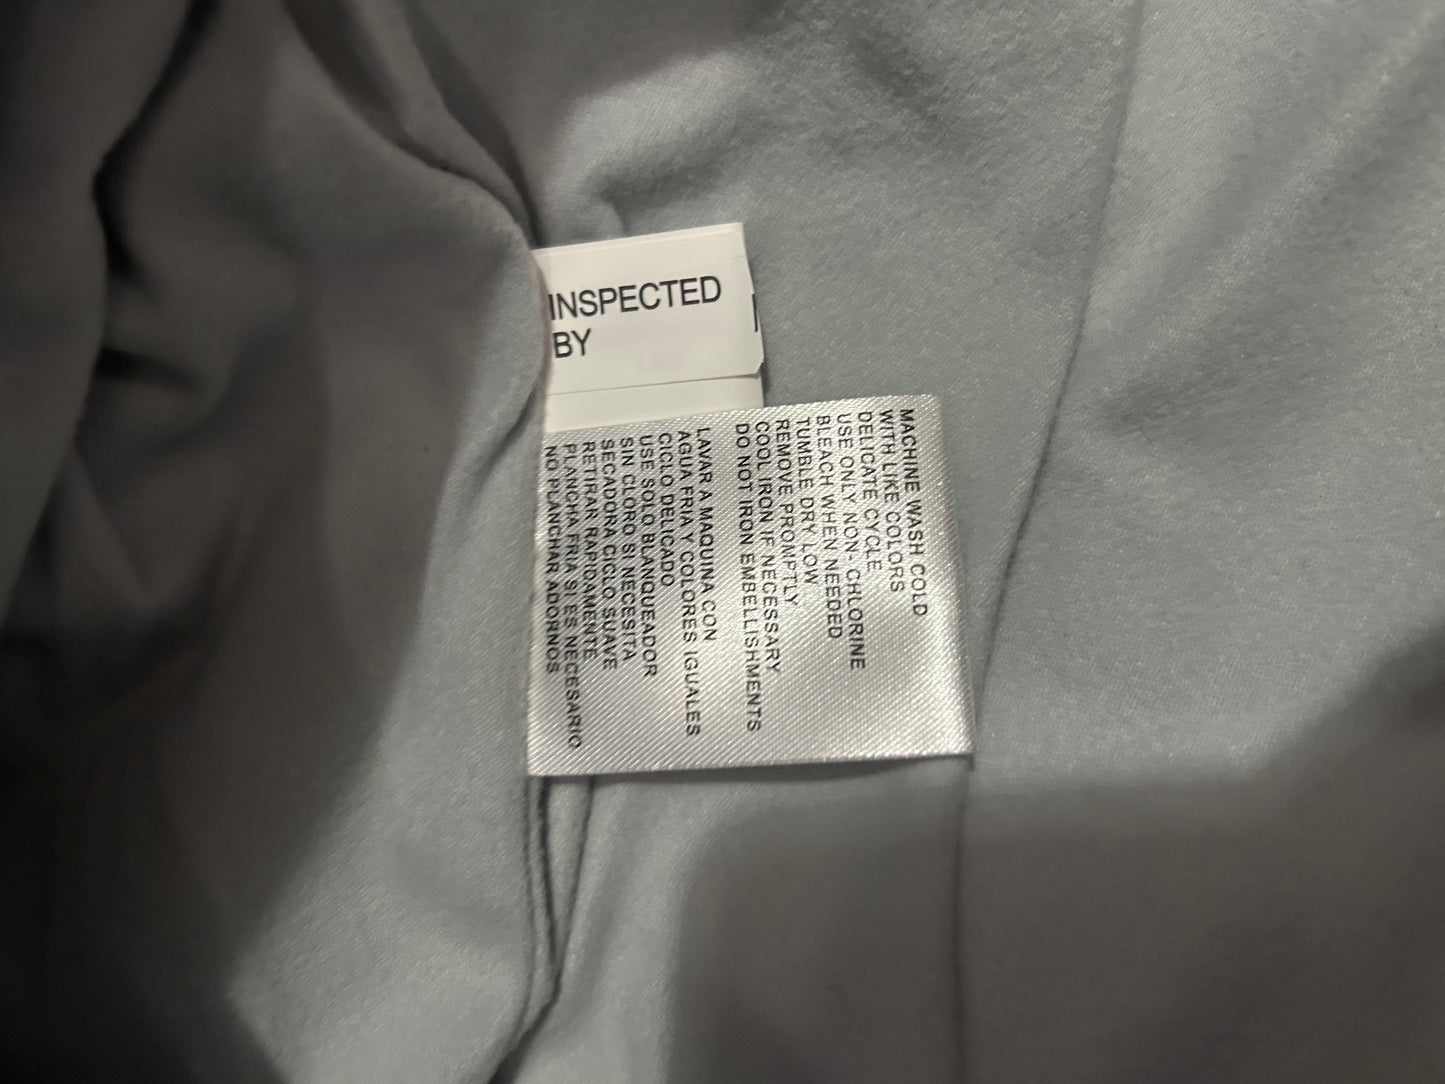 INSPECTED
BY
MACHINE WASH COLD
WITH LIKE COLORS
DELICATE CYCLE
USE ONLY NON- CHLORINE
BLEACH WHEN NEEDED
TUMBLE DRY LOW
REMOVE PROMPTLY
COOL IRON IF NECESSARY
DO NOT IRON EMBELLISHMENTS
LAVAR A MAQUINA CON
AGUA FRIA Y COLORES IGUALES
CICLO DELICADO
USE SOLO BLANQUEADOR
SIN CLORO SI NECESITA
SECADORA CICLO SUAVE
RETIRAR RAPIDAMENTE
PLANCHA FRIA SI ES NECESARIO
NO PLANCHAR ADORNOS